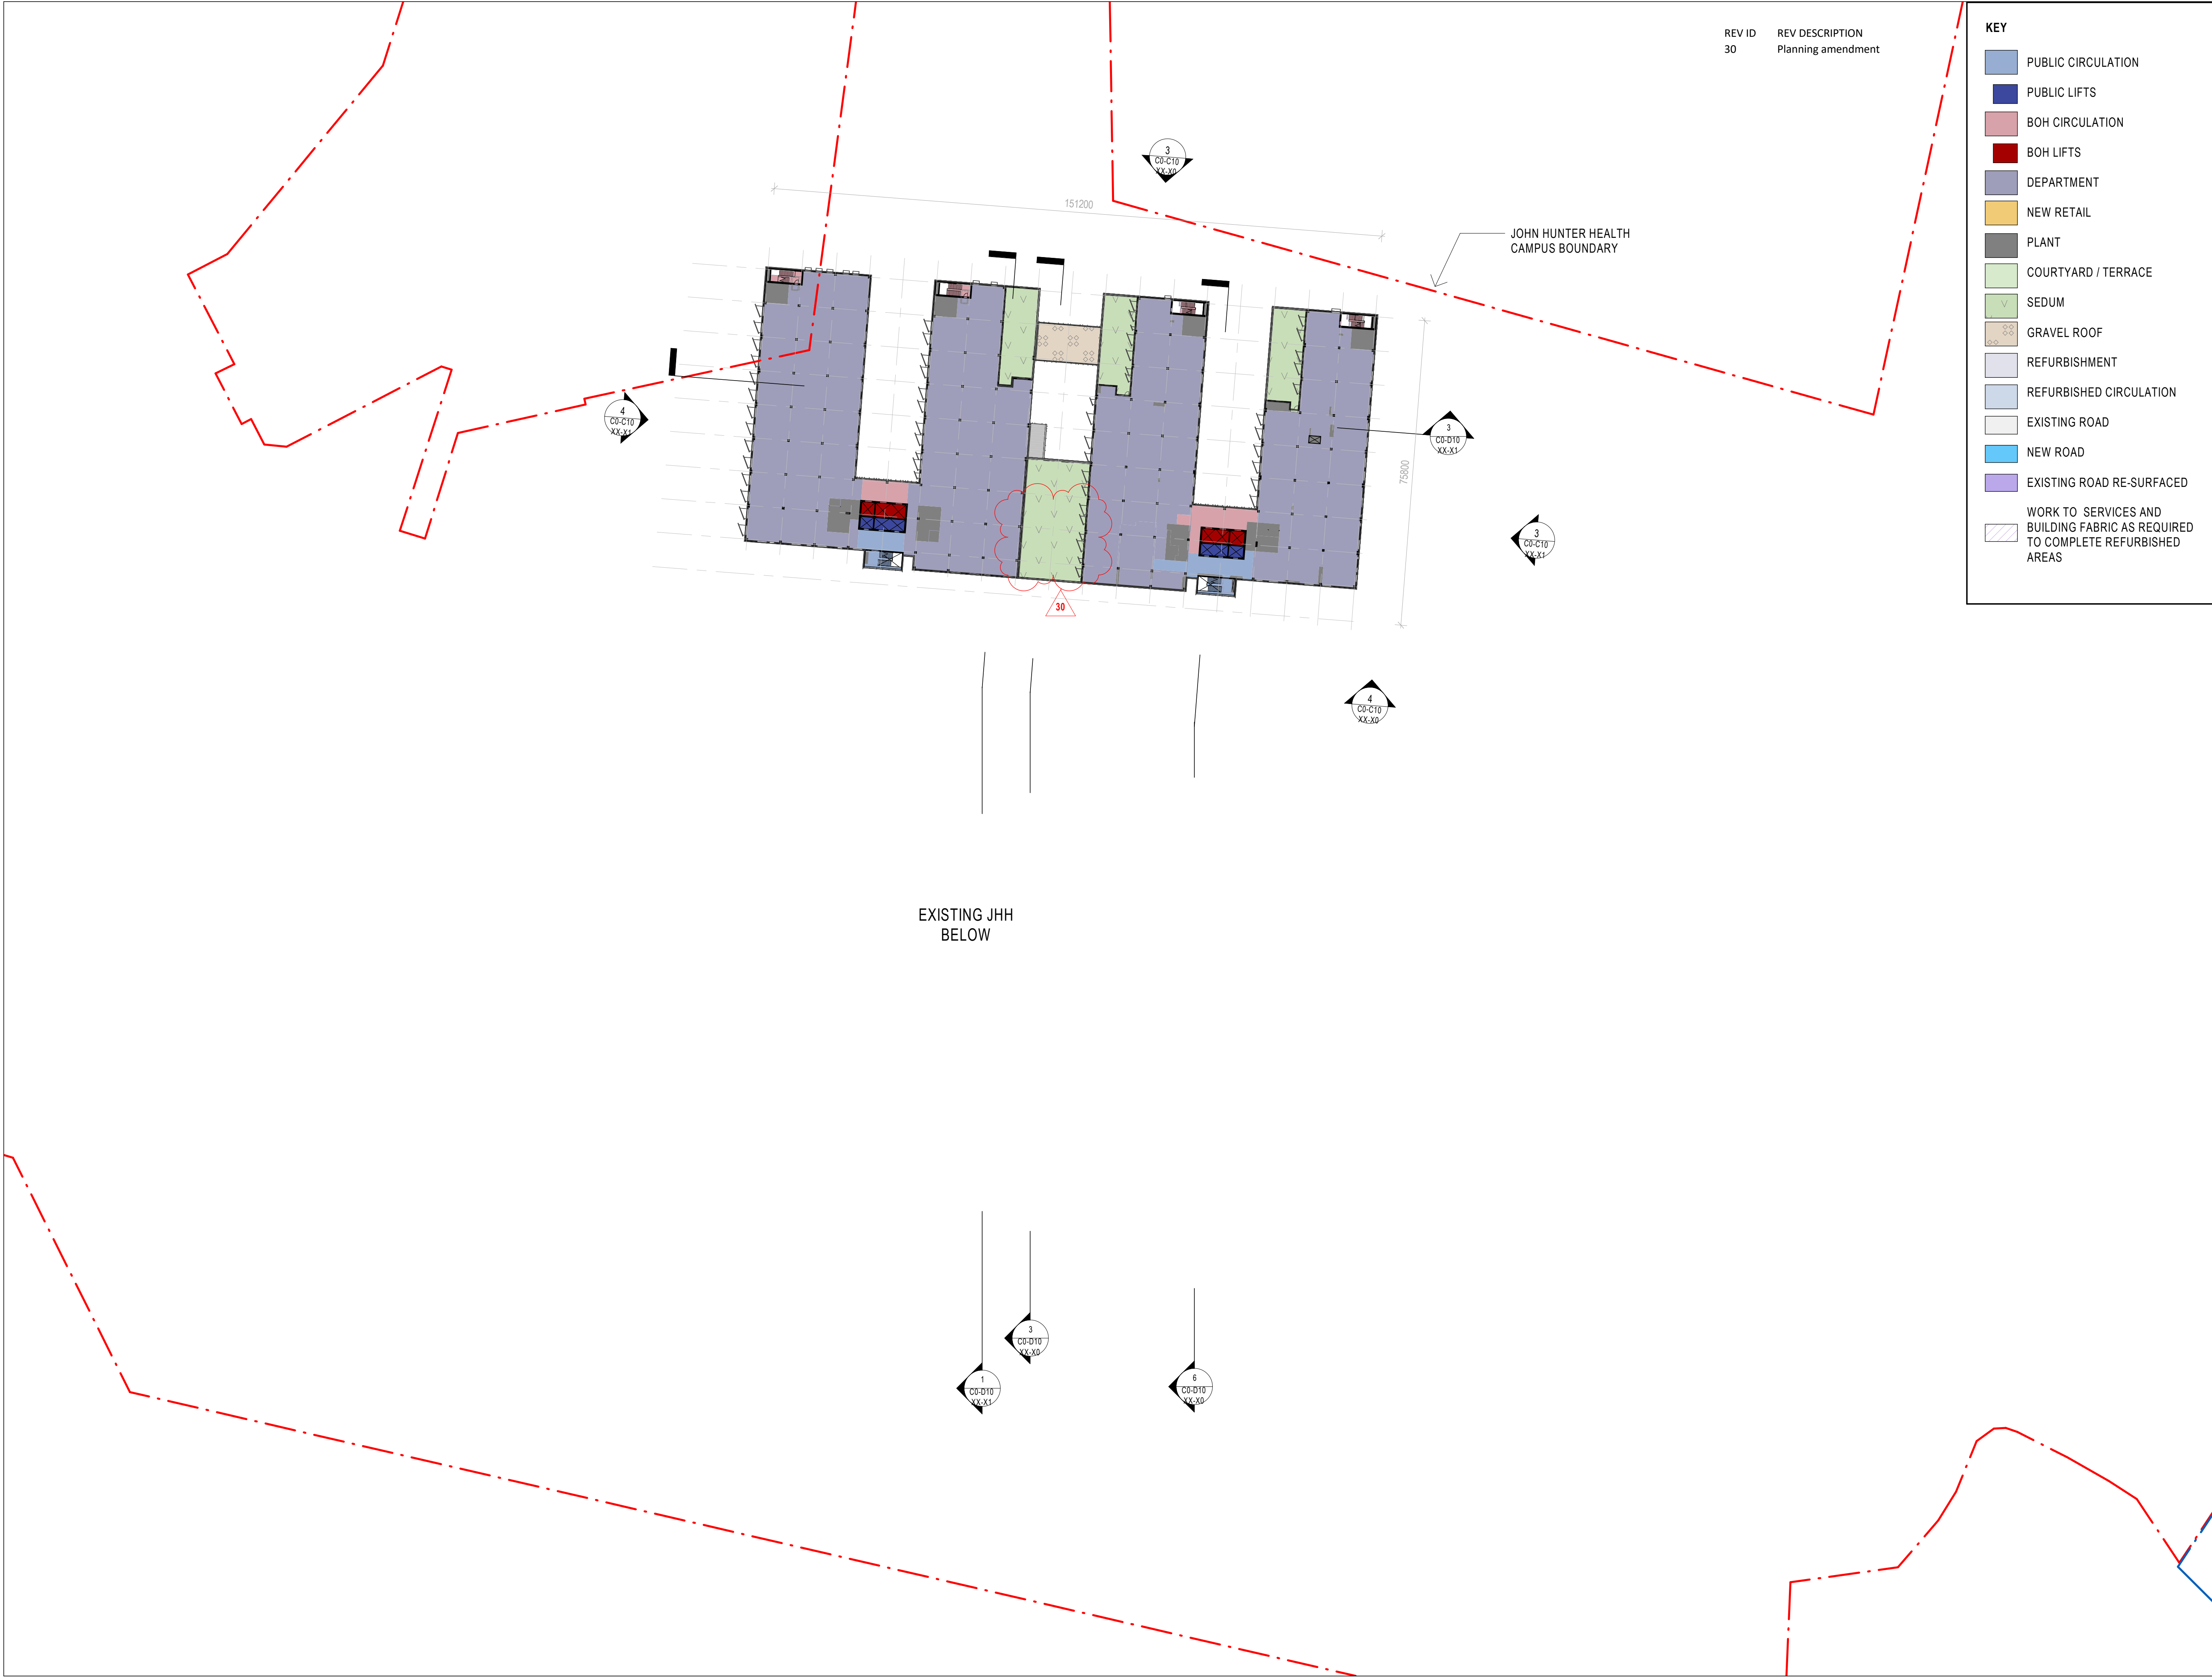 REV ID REV DESCRIPTION
30 Planning amendment
KEY
PUBLIC CIRCULATION
PUBLIC LIFTS
BOH CIRCULATION
BOH LIFTS
DEPARTMENT
NEW RETAIL
PLANT
COURTYARD / TERRACE
SEDUM
GRAVEL ROOF
REFURBISHMENT
REFURBISHED CIRCULATION
EXISTING ROAD
NEW ROAD
EXISTING ROAD RE-SURFACED
WORK TO SERVICES AND
BUILDING FABRIC AS REQUIRED
TO COMPLETE REFURBISHED
AREAS
3
C0-C10
XX-X0
151200
JOHN HUNTER HEALTH
CAMPUS BOUNDARY
4
C0-C10
XX-X1
3
C0-D10
XX-X1
75800
3
C0-C10
XX-X1
30
4
C0-C10
XX-X0
EXISTING JHH
BELOW
3
C0-D10
XX-X0
1
C0-D10
XX-X1
6
C0-D10
XX-X0